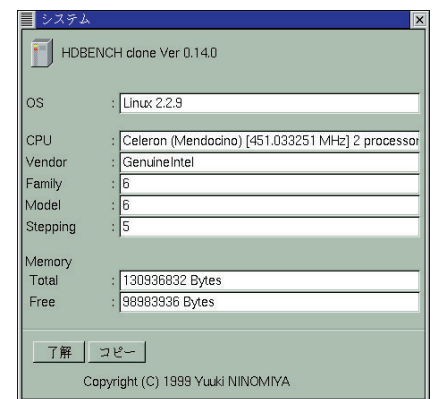 システム
HDBENCH clone Ver 0.14.0
OS : Linux 2.2.9
CPU : Celeron (Mendocino) [451.033251 MHz] 2 processor
Vendor : GenuineIntel
Family : 6
Model : 6
Stepping : 5
Memory
Total : 130936832 Bytes
Free : 98983936 Bytes
了解 コピー
Copyright (C) 1999 Yuuki NINOMIYA